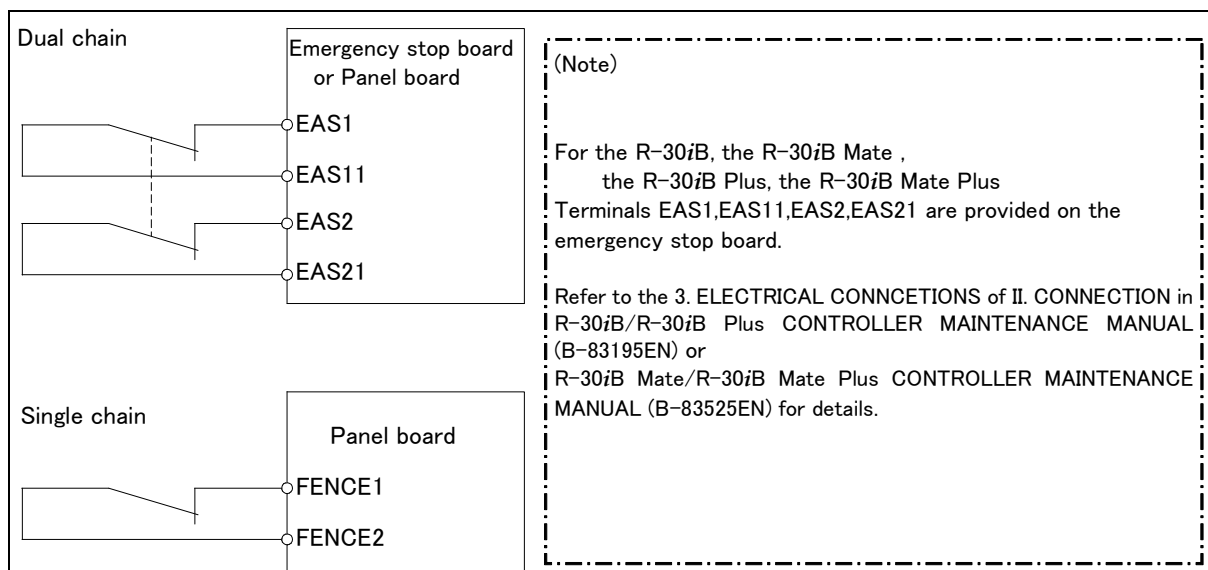 Dual chain
Emergency stop board
or Panel board
EAS1
EAS11
EAS2
EAS21
Single chain
Panel board
FENCE1
FENCE2
(Note)
For the R-30iB, the R-30iB Mate ,
the R-30iB Plus, the R-30iB Mate Plus
Terminals EAS1,EAS11,EAS2,EAS21 are provided on the
emergency stop board.
Refer to the 3. ELECTRICAL CONNCETIONS of II. CONNECTION in
R-30iB/R-30iB Plus CONTROLLER MAINTENANCE MANUAL
(B-83195EN) or
R-30iB Mate/R-30iB Mate Plus CONTROLLER MAINTENANCE
MANUAL (B-83525EN) for details.